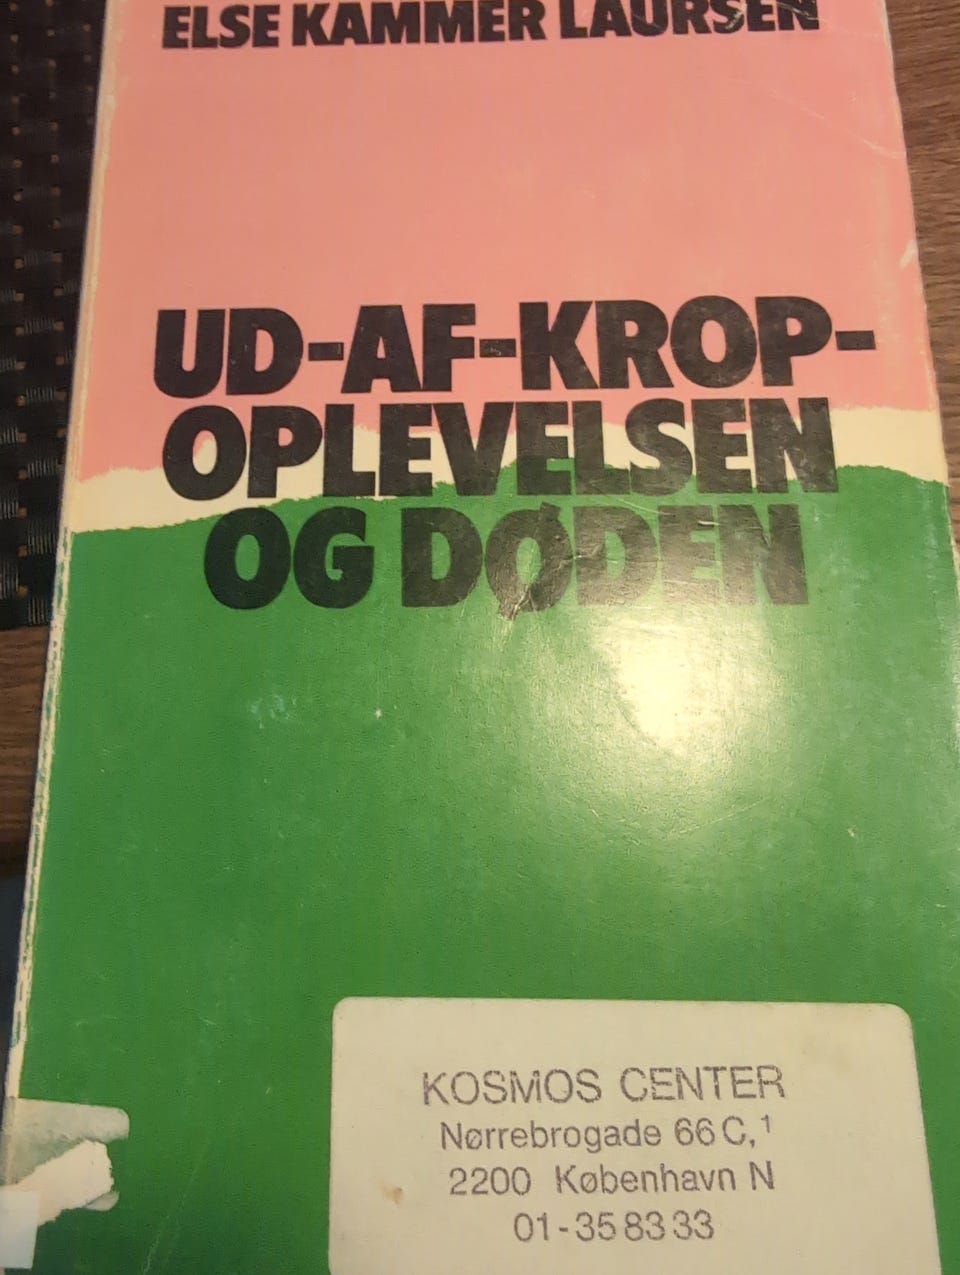 ELSE KAMMER LAURSEN
UD-AF-KROP-
OPLEVELSEN
OG DØDEN
KOSMOS CENTER
Nørrebrogade 66 C,¹
2200 København N
01-35 83 33